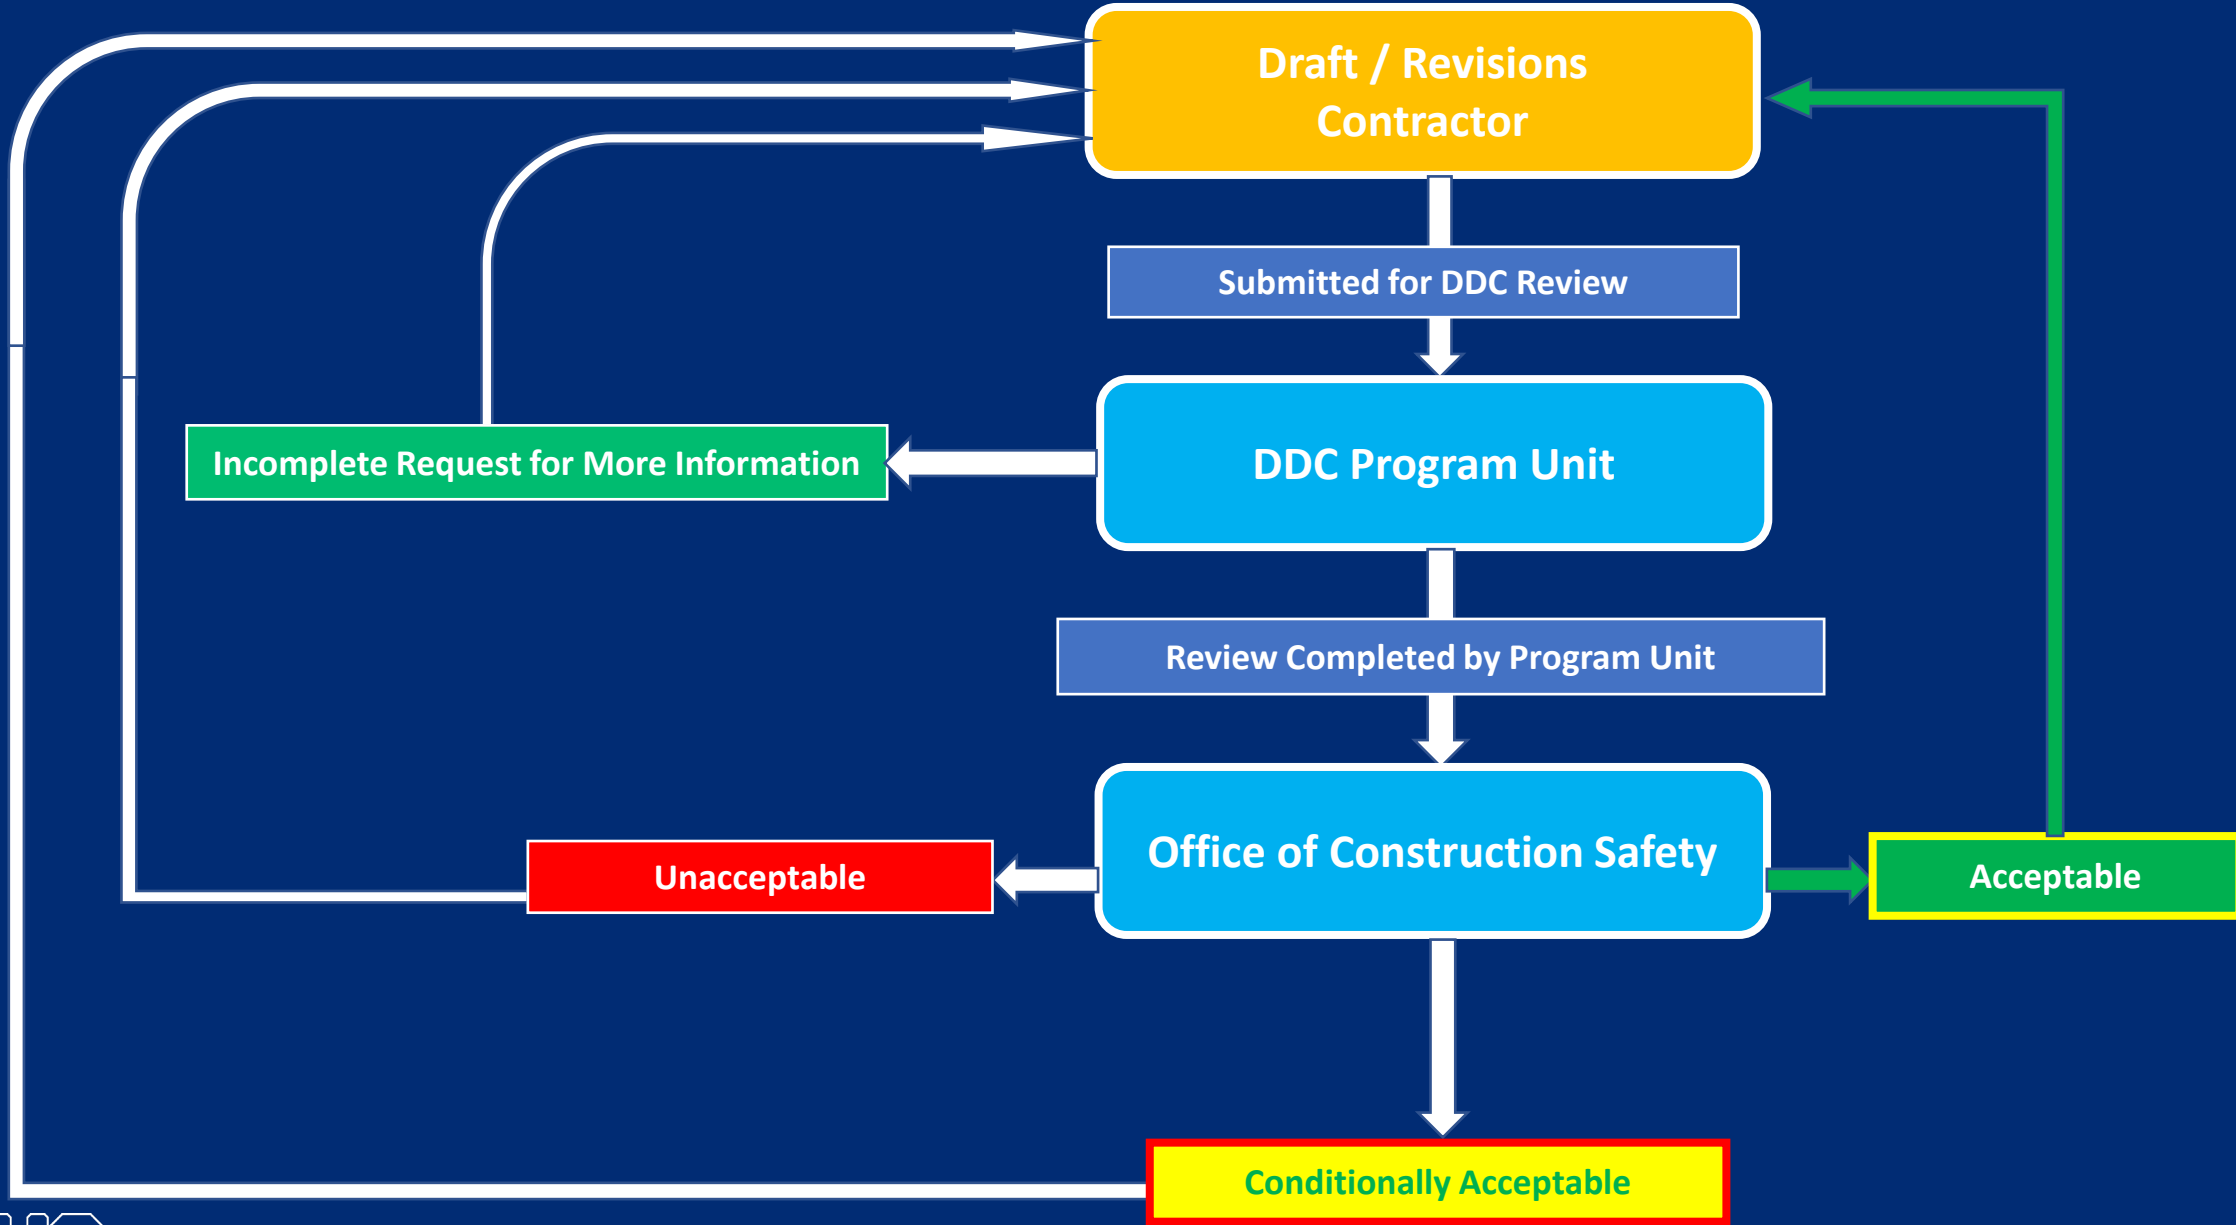 Draft / Revisions
Contractor
Submitted for DDC Review
Incomplete Request for More Information
DDC Program Unit
Review Completed by Program Unit
Office of Construction Safety
Unacceptable
Acceptable
Conditionally Acceptable